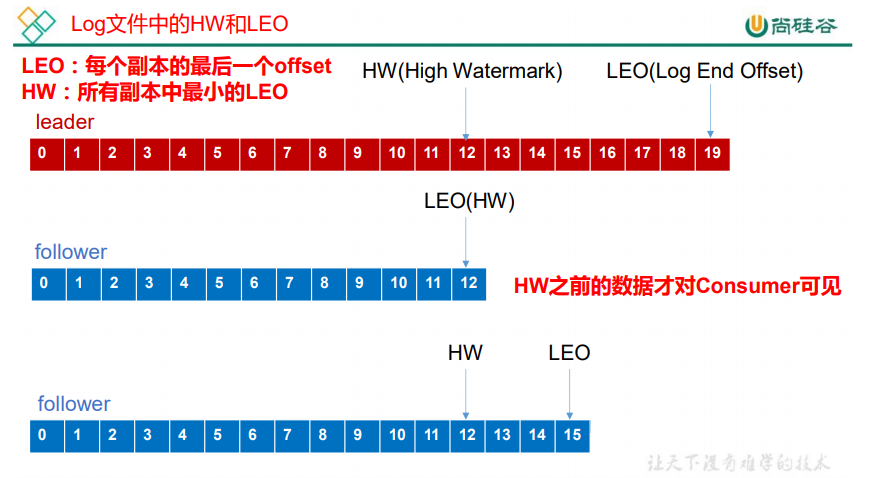 Log文件中的HW和LEO
尚硅谷
LEO：每个副本的最后一个offset
HW：所有副本中最小的LEO
HW(High Watermark)
LEO(Log End Offset)
leader
0 1 2 3 4 5 6 7 8 9 10 11 12 13 14 15 16 17 18 19
LEO(HW)
follower
0 1 2 3 4 5 6 7 8 9 10 11 12
HW之前的数据才对Consumer可见
HW
LEO
follower
0 1 2 3 4 5 6 7 8 9 10 11 12 13 14 15
让天下没有难学的技术